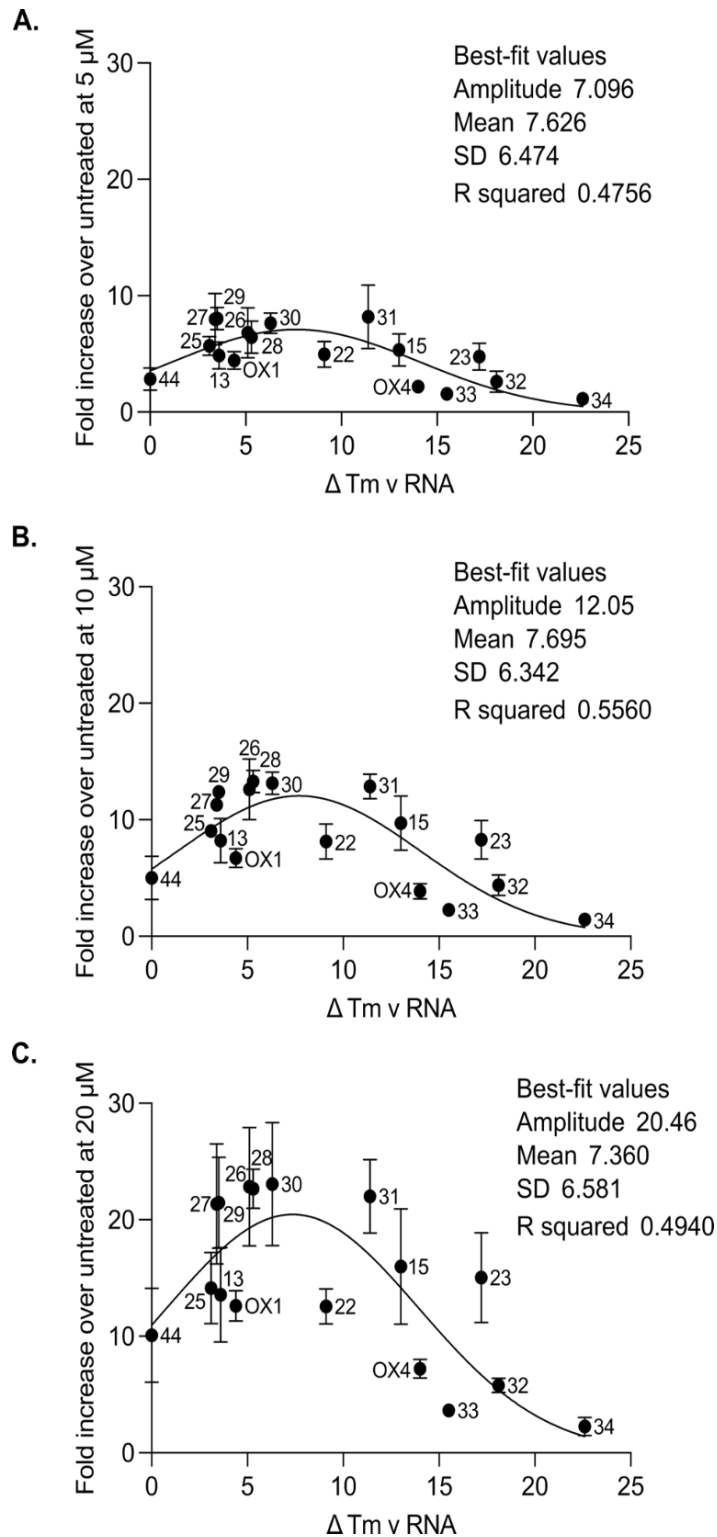 A.
Fold increase over untreated at 5 µM
30
20
10
0
Best-fit values
Amplitude 7.096
Mean 7.626
SD 6.474
R squared 0.4756
29
27
26
30
31
25
28
22
15
23
44
13
OX1
OX4
33
32
34
0 5 10 15 20 25
Δ Tm v RNA
B.
Fold increase over untreated at 10 µM
30
20
10
0
Best-fit values
Amplitude 12.05
Mean 7.695
SD 6.342
R squared 0.5560
26
28
29
30
31
27
25
13
OX1
22
15
23
44
OX4
33
32
34
0 5 10 15 20 25
Δ Tm v RNA
C.
Fold increase over untreated at 20 µM
30
20
10
0
Best-fit values
Amplitude 20.46
Mean 7.360
SD 6.581
R squared 0.4940
28
26
30
31
27
29
13
25
OX1
22
15
23
44
OX4
33
32
34
0 5 10 15 20 25
Δ Tm v RNA